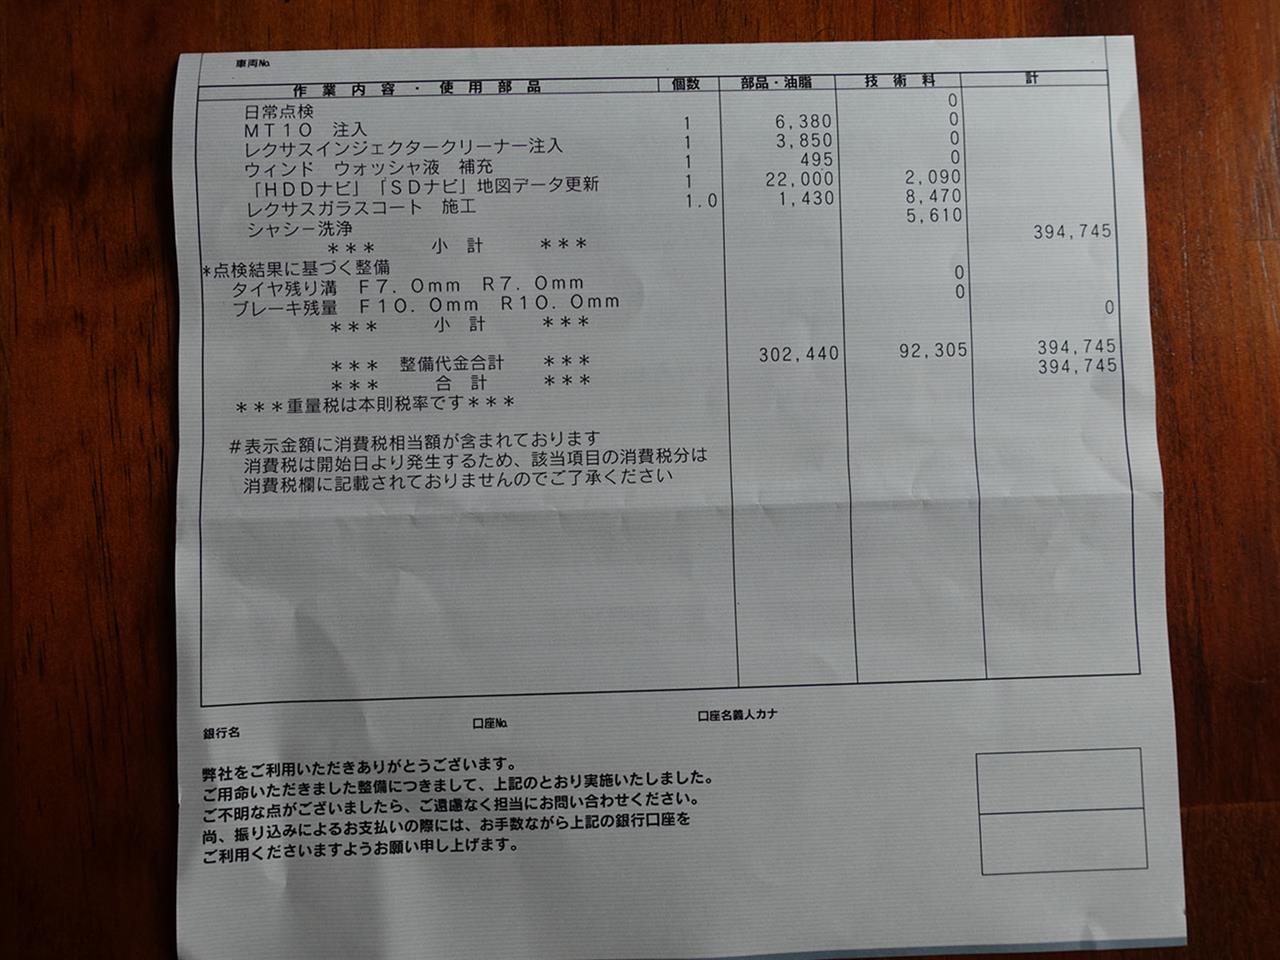 車両No.
作業内容・使用部品 個数 部品・油脂 技術料 計
日常点検 0
MT10 注入 1 6,380 0
レクサスインジェクタークリーナー注入 1 3,850 0
ウィンド ウォッシャ液 補充 1 495 0
「HDDナビ」「SDナビ」地図データ更新 1 22,000 2,090
レクサスガラスコート 施工 1.0 1,430 8,470
シャシー洗浄 5,610
*** 小計 *** 394,745
*点検結果に基づく整備
タイヤ残り溝 F7.0mm R7.0mm 0
ブレーキ残量 F10.0mm R10.0mm 0
*** 小計 *** 0
*** 整備代金合計 *** 302,440 92,305 394,745
*** 合計 *** 394,745
***重量税は本則税率です***
#表示金額に消費税相当額が含まれております
消費税は開始日より発生するため、該当項目の消費税分は
消費税欄に記載されておりませんのでご了承ください
銀行名 口座No. 口座名義人カナ
弊社をご利用いただきありがとうございます。
ご用命いただきました整備につきまして、上記のとおり実施いたしました。
ご不明な点がございましたら、ご遠慮なく担当にお問い合わせください。
尚、振り込みによるお支払いの際には、お手数ながら上記の銀行口座を
ご利用くださいますようお願い申し上げます。